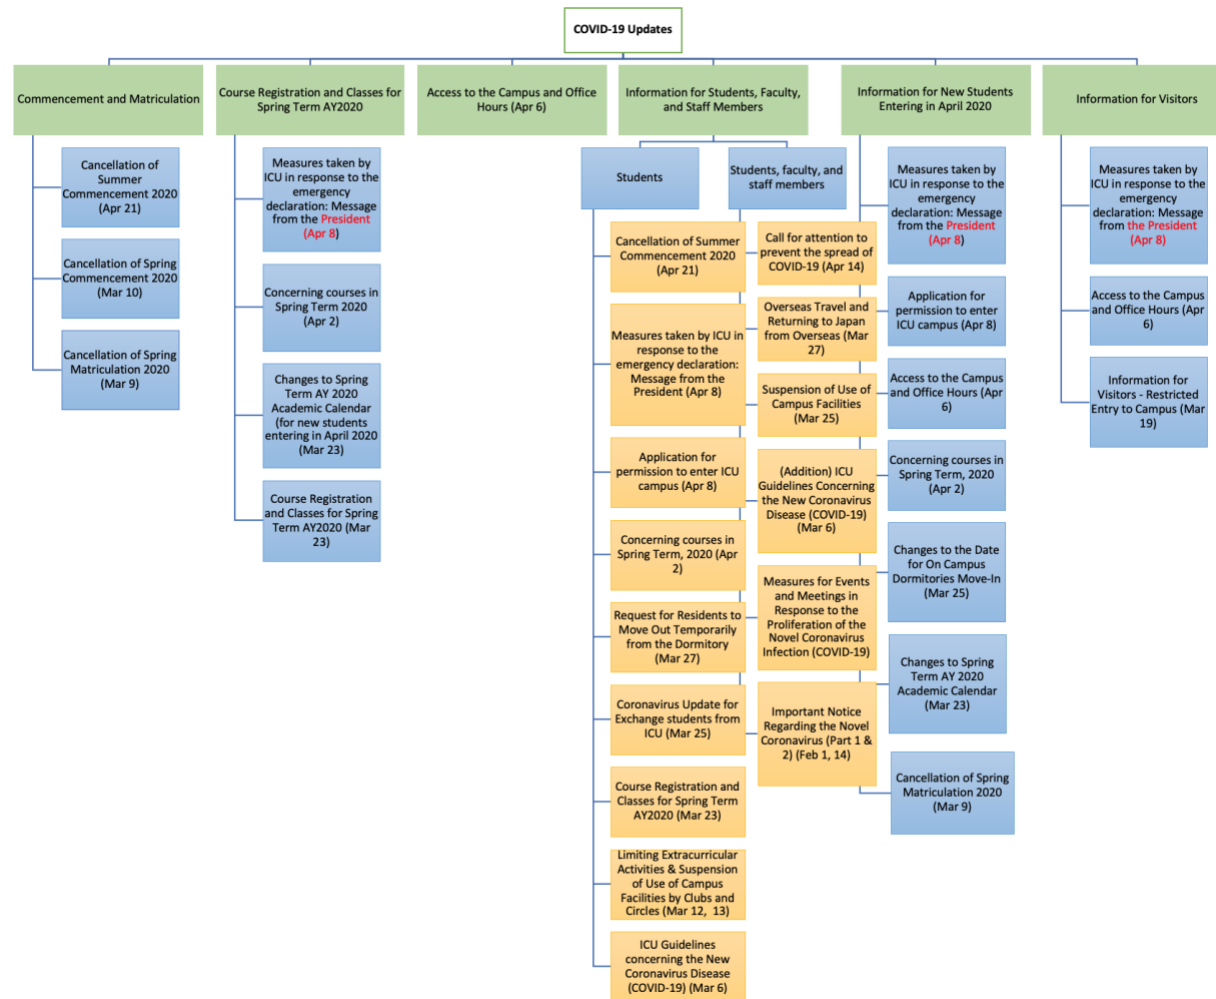 COVID-19 Updates
Commencement and Matriculation
Cancellation of
Summer
Commencement 2020
(Apr 21)
Cancellation of Spring
Commencement 2020
(Mar 10)
Cancellation of Spring
Matriculation 2020
(Mar 9)
Course Registration and Classes for
Spring Term AY2020
Measures taken by
ICU in response to the
emergency
declaration: Message
from the President
(Apr 8)
Concerning courses in
Spring Term 2020
(Apr 2)
Changes to Spring
Term AY 2020
Academic Calendar
(for new students
entering in April 2020
(Mar 23)
Course Registration
and Classes for Spring
Term AY2020 (Mar
23)
Access to the Campus and Office
Hours (Apr 6)
Information for Students, Faculty,
and Staff Members
Students
Cancellation of Summer
Commencement 2020
(Apr 21)
Measures taken by ICU in
response to the
emergency declaration:
Message from the
President (Apr 8)
Application for
permission to enter ICU
campus (Apr 8)
Concerning courses in
Spring Term, 2020 (Apr
2)
Request for Residents to
Move Out Temporarily
from the Dormitory
(Mar 27)
Coronavirus Update for
Exchange students from
ICU (Mar 25)
Course Registration and
Classes for Spring Term
AY2020 (Mar 23)
Limiting Extracurricular
Activities & Suspension
of Use of Campus
Facilities by Clubs and
Circles (Mar 12, 13)
ICU Guidelines
concerning the New
Coronavirus Disease
(COVID-19) (Mar 6)
Students, faculty, and
staff members
Call for attention to
prevent the spread of
COVID-19 (Apr 14)
Overseas Travel and
Returning to Japan
from Overseas (Mar
27)
Suspension of Use of
Campus Facilities
(Mar 25)
(Addition) ICU
Guidelines Concerning
the New Coronavirus
Disease (COVID-19)
(Mar 6)
Measures for Events
and Meetings in
Response to the
Proliferation of the
Novel Coronavirus
Infection (COVID-19)
Important Notice
Regarding the Novel
Coronavirus (Part 1 &
2) (Feb 1, 14)
Information for New Students
Entering in April 2020
Measures taken by
ICU in response to the
emergency
declaration: Message
from the President
(Apr 8)
Application for
permission to enter
ICU campus (Apr 8)
Access to the Campus
and Office Hours (Apr
6)
Concerning courses in
Spring Term, 2020
(Apr 2)
Changes to the Date
for On Campus
Dormitories Move-In
(Mar 25)
Changes to Spring
Term AY 2020
Academic Calendar
(Mar 23)
Cancellation of Spring
Matriculation 2020
(Mar 9)
Information for Visitors
Measures taken by
ICU in response to the
emergency
declaration: Message
from the President
(Apr 8)
Access to the Campus
and Office Hours (Apr
6)
Information for
Visitors - Restricted
Entry to Campus (Mar
19)